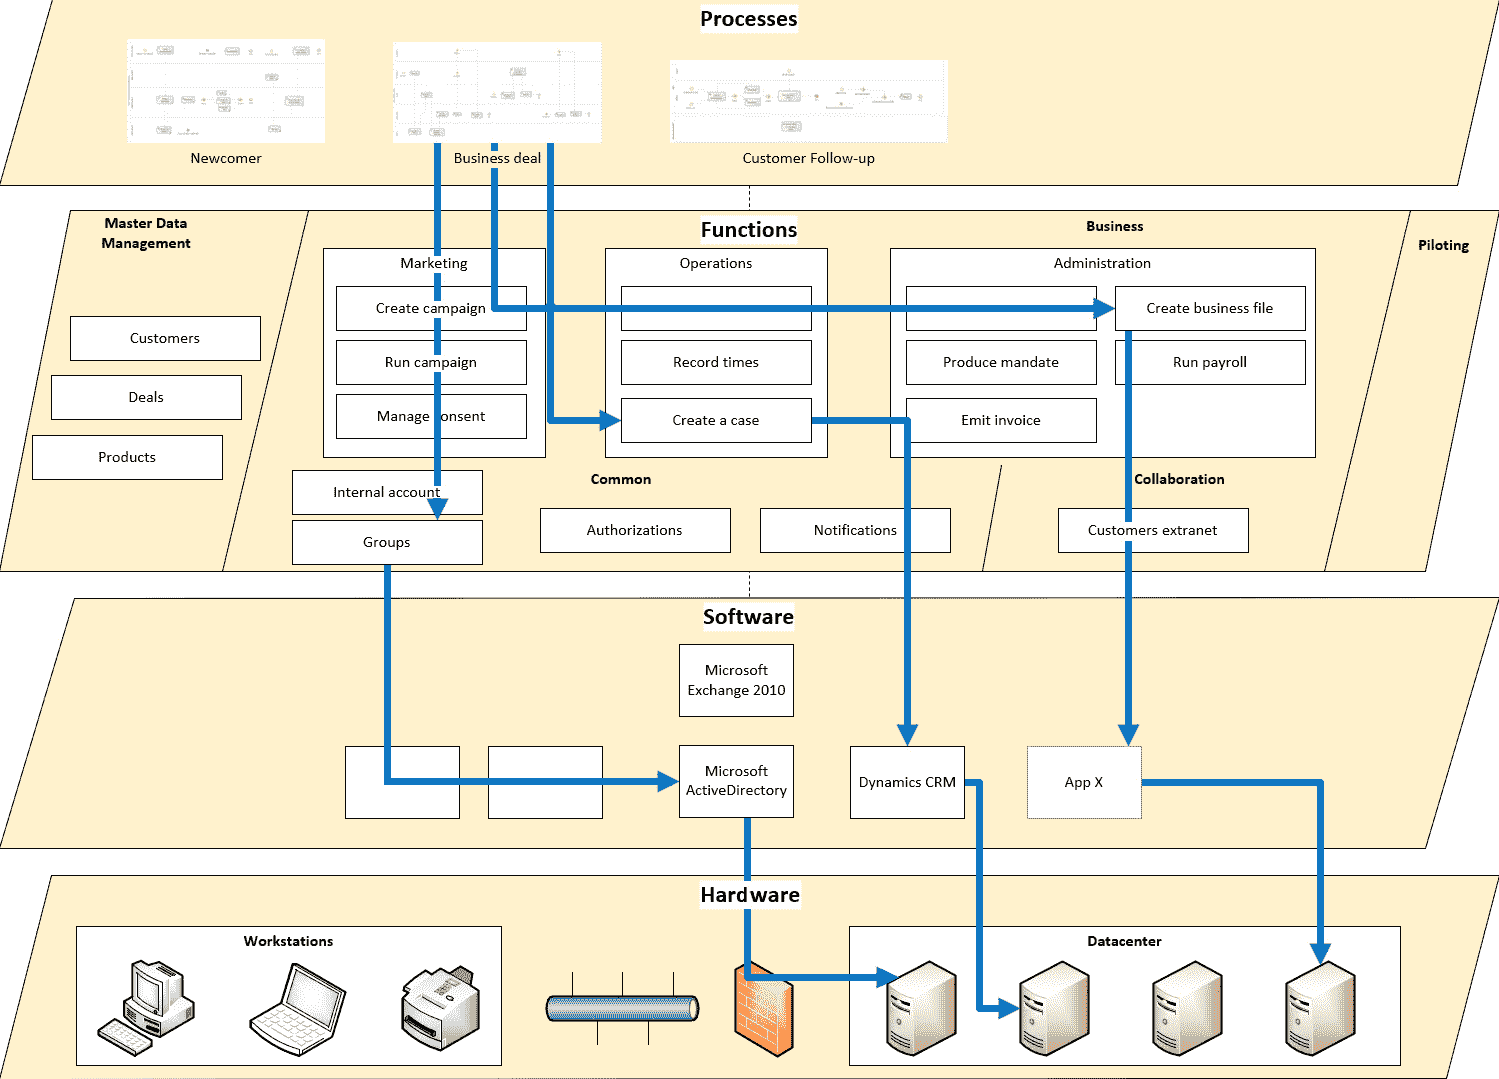 Processes
Newcomer
Business deal
Customer Follow-up
Master Data
Management
Functions
Business
Piloting
Marketing
Operations
Administration
Create campaign
Create business file
Customers
Run campaign
Record times
Produce mandate
Run payroll
Deals
Manage consent
Create a case
Emit invoice
Products
Internal account
Common
Collaboration
Groups
Authorizations
Notifications
Customers extranet
Software
Microsoft
Exchange 2010
Microsoft
ActiveDirectory
Dynamics CRM
App X
Hardware
Workstations
Datacenter